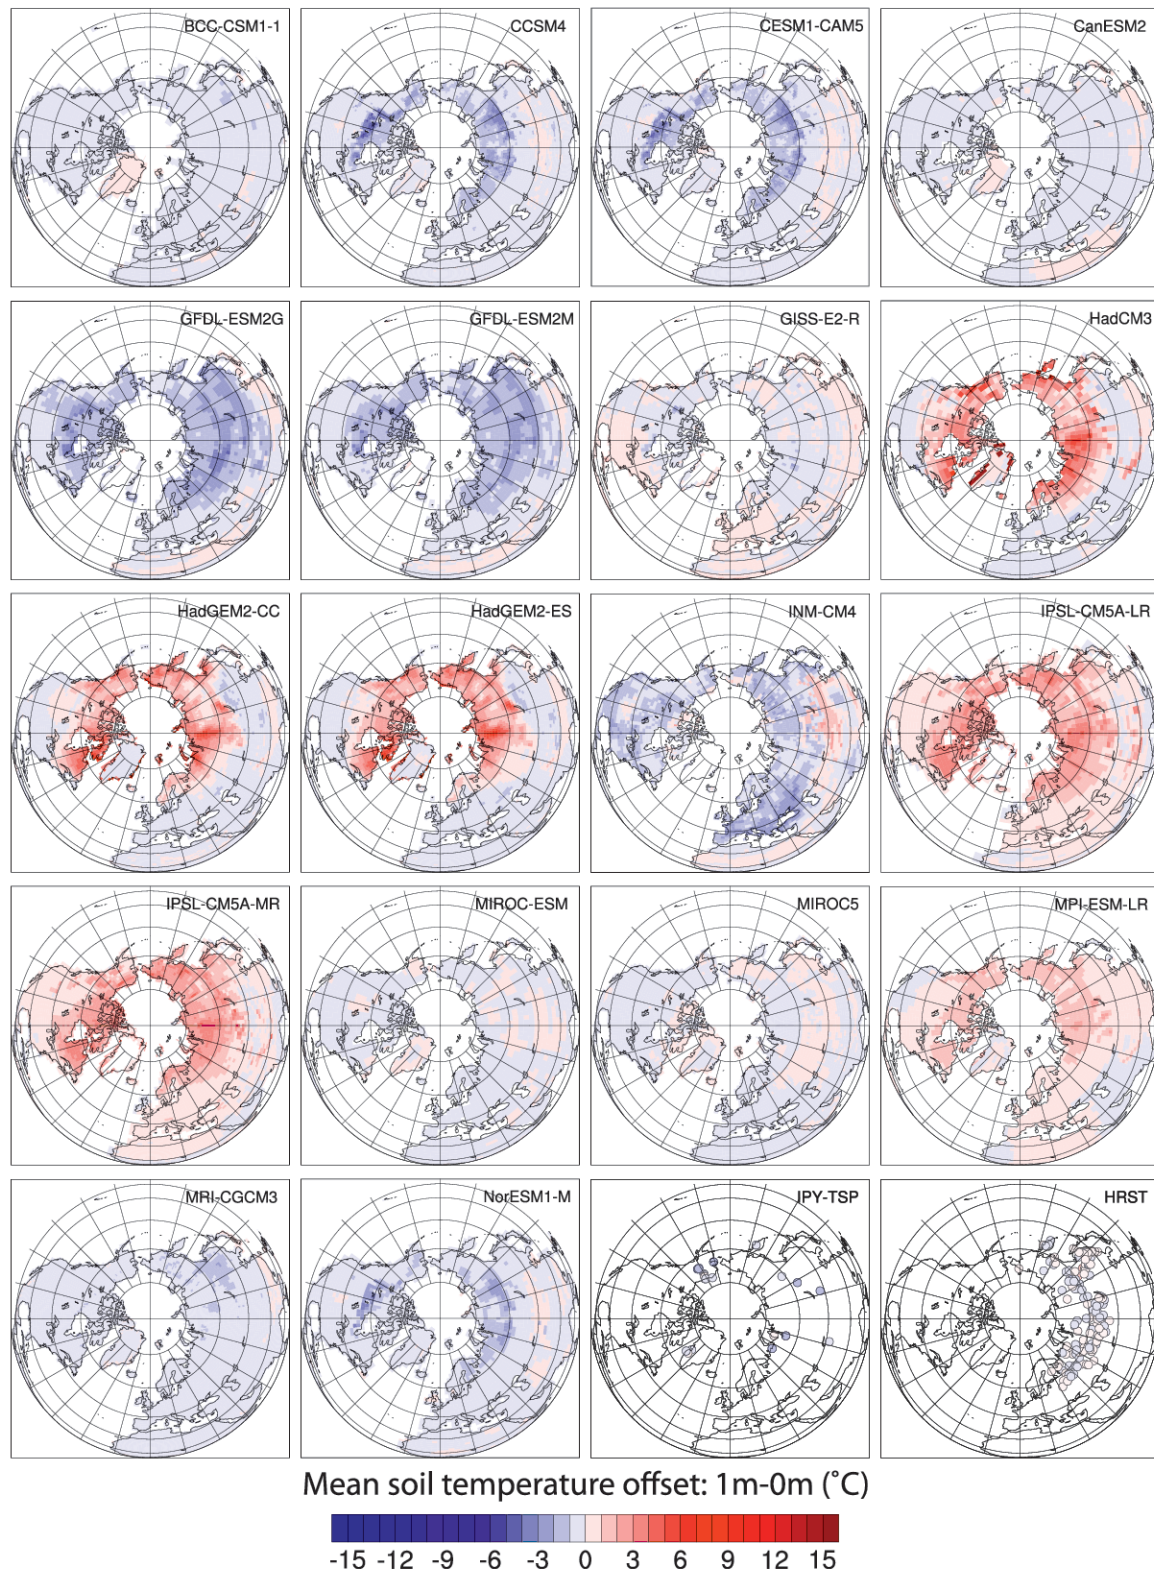 BCC-CSM1-1
CCSM4
CESM1-CAM5
CanESM2
GFDL-ESM2G
GFDL-ESM2M
GISS-E2-R
HadCM3
HadGEM2-CC
HadGEM2-ES
INM-CM4
IPSL-CM5A-LR
IPSL-CM5A-MR
MIROC-ESM
MIROC5
MPI-ESM-LR
MRI-CGCM3
NorESM1-M
IPY-TSP
HRST
Mean soil temperature offset: 1m-0m (˚C)
-15 -12 -9 -6 -3 0 3 6 9 12 15